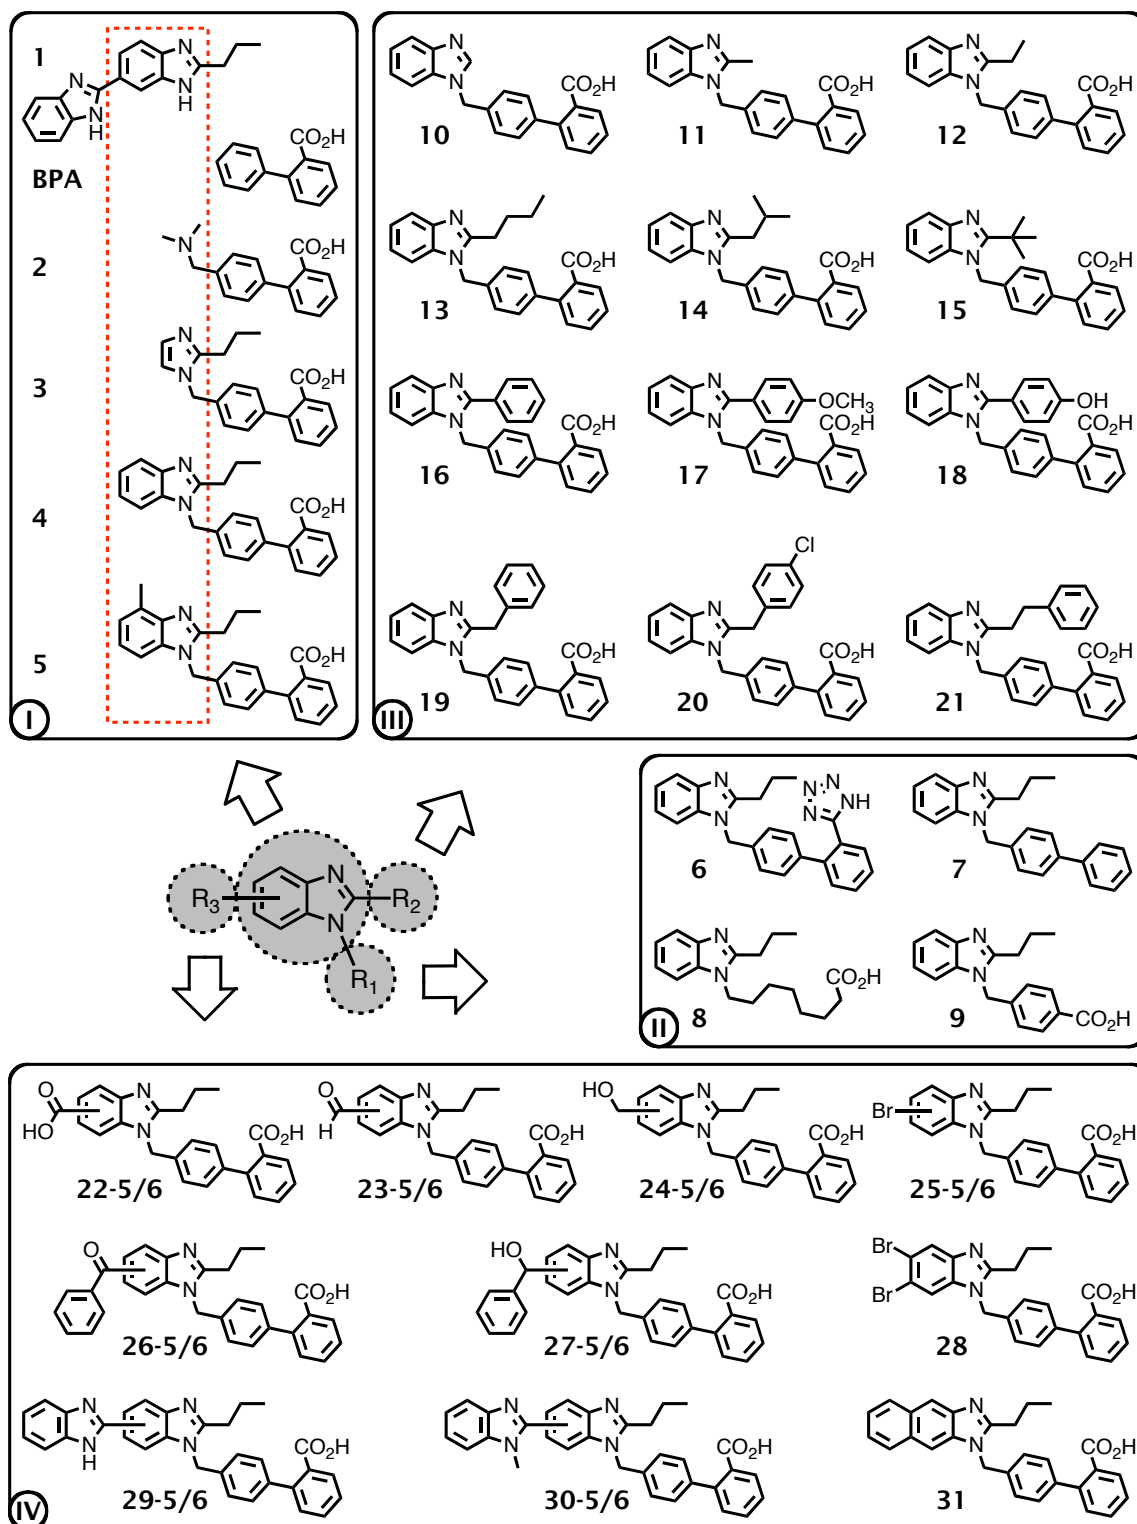 1
N
N
H
N
N
H
BPA
CO₂H
2
N
CO₂H
3
N
N
CO₂H
4
N
N
CO₂H
5
N
N
CO₂H
I
N
N
CO₂H
10
N
N
CO₂H
11
N
N
CO₂H
12
N
N
CO₂H
13
N
N
CO₂H
14
N
N
CO₂H
15
N
N
CO₂H
16
N
N
OCH₃
CO₂H
17
N
N
OH
CO₂H
18
N
N
CO₂H
19
Cl
N
N
CO₂H
20
N
N
CO₂H
21
III
R₃
N
N
R₂
R₁
N
N
N
N
N
NH
6
N
N
7
N
N
CO₂H
8
N
N
CO₂H
9
II
O
HO
N
N
CO₂H
22-5/6
O
H
N
N
CO₂H
23-5/6
HO
N
N
CO₂H
24-5/6
Br
N
N
CO₂H
25-5/6
O
N
N
CO₂H
26-5/6
HO
N
N
CO₂H
27-5/6
Br
Br
N
N
CO₂H
28
N
N
H
N
N
CO₂H
29-5/6
N
N
N
N
CO₂H
30-5/6
N
N
CO₂H
31
IV